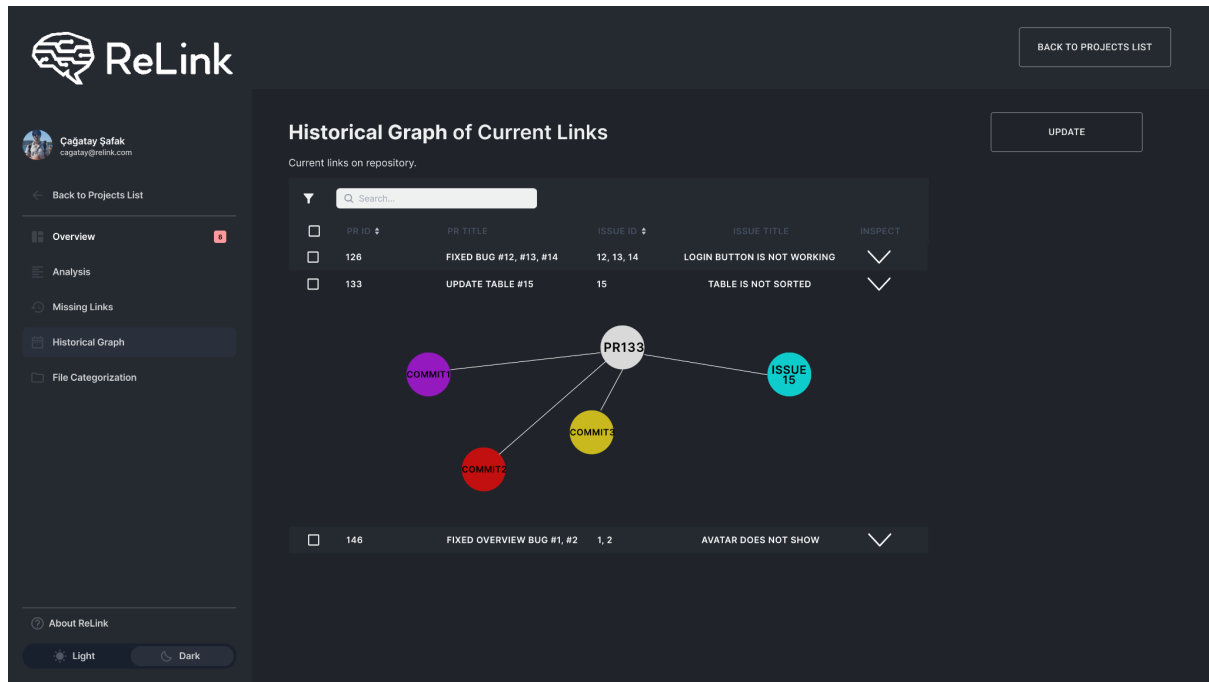 ReLink
BACK TO PROJECTS LIST
Çağatay Şafak
cagatay@relink.com
Back to Projects List
Overview
8
Analysis
Missing Links
Historical Graph
File Categorization
About ReLink
Light
Dark
Historical Graph of Current Links
UPDATE
Current links on repository.
Search...
PR ID PR TITLE ISSUE ID ISSUE TITLE INSPECT
126 FIXED BUG #12, #13, #14 12, 13, 14 LOGIN BUTTON IS NOT WORKING
133 UPDATE TABLE #15 15 TABLE IS NOT SORTED
PR133
COMMIT1
ISSUE
15
COMMIT3
COMMIT2
146 FIXED OVERVIEW BUG #1, #2 1, 2 AVATAR DOES NOT SHOW